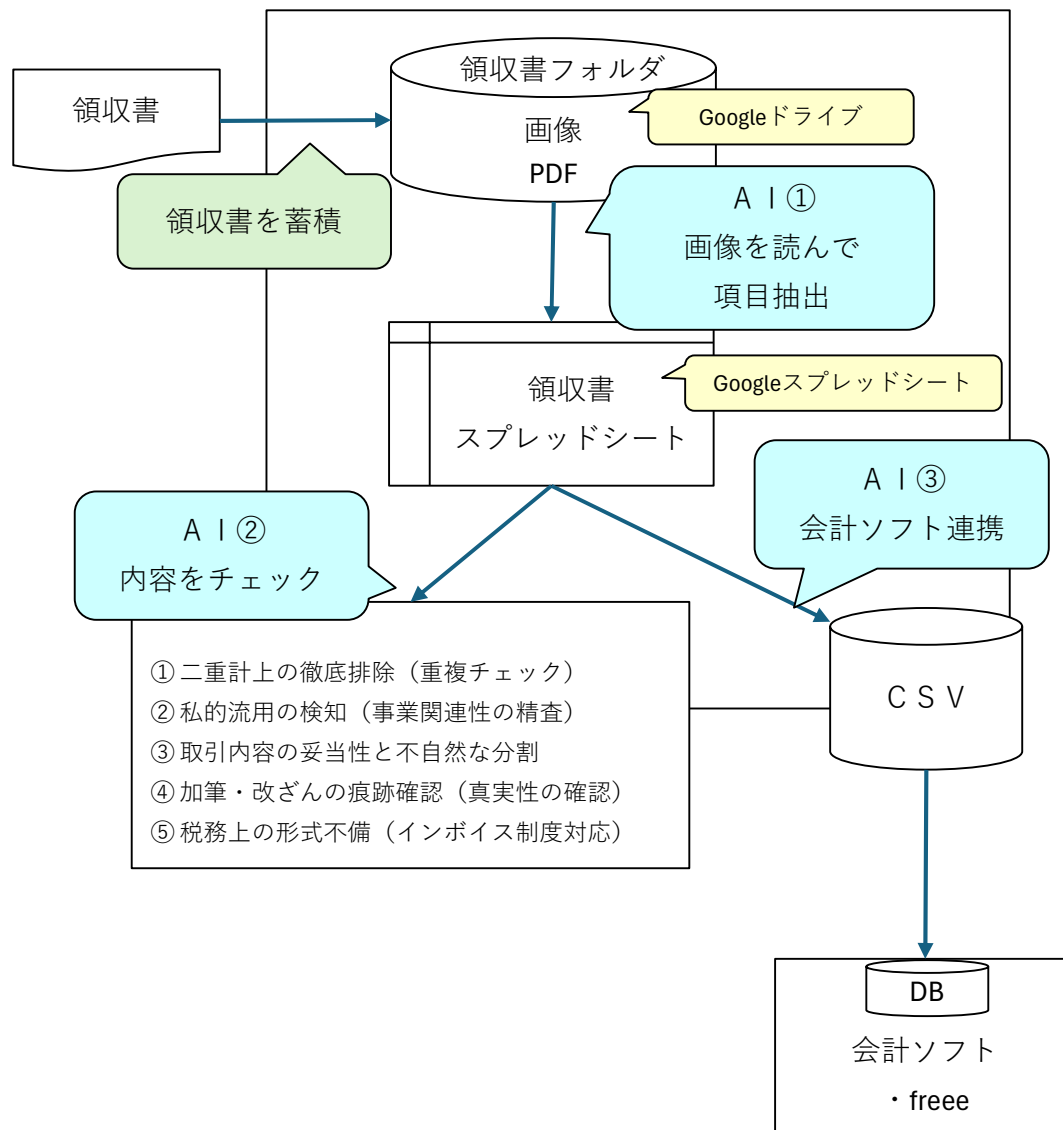 領収書フォルダ
領収書
画像
PDF
Googleドライブ
領収書を蓄積
ＡＩ①
画像を読んで
項目抽出
領収書
スプレッドシート
Googleスプレッドシート
ＡＩ②
内容をチェック
ＡＩ③
会計ソフト連携
①二重計上の徹底排除（重複チェック）
②私的流用の検知（事業関連性の精査）
③取引内容の妥当性と不自然な分割
④加筆・改ざんの痕跡確認（真実性の確認）
⑤税務上の形式不備（インボイス制度対応）
ＣＳＶ
DB
会計ソフト
・freee